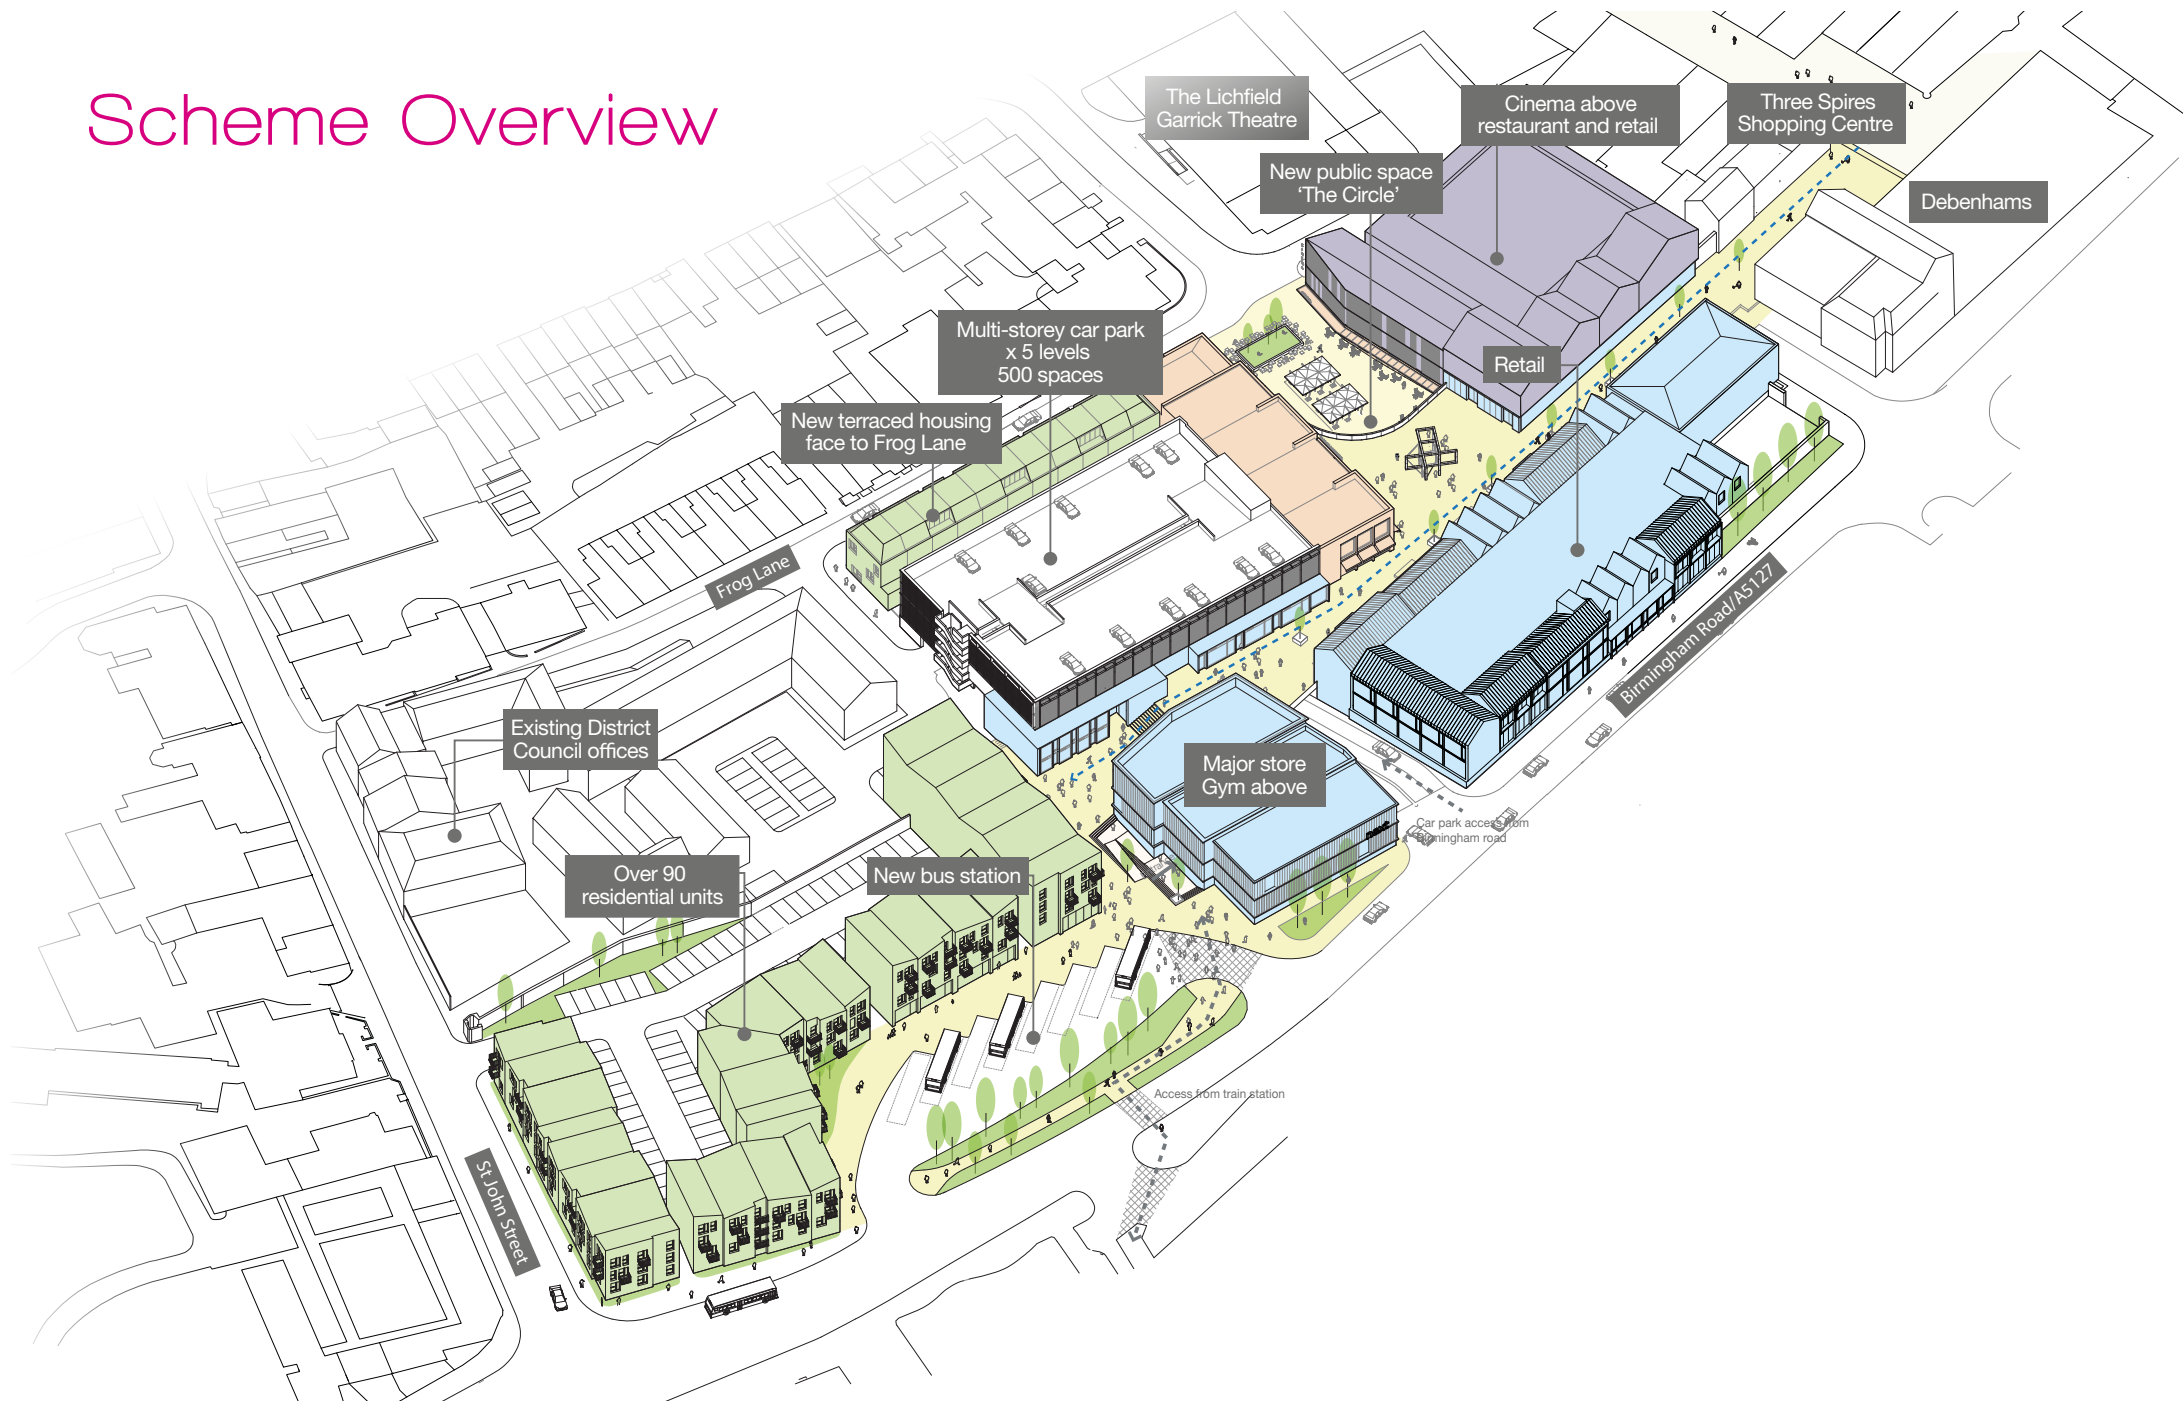 Scheme Overview
The Lichfield
Garrick Theatre
Cinema above
restaurant and retail
Three Spires
Shopping Centre
New public space
‘The Circle’
Debenhams
Multi-storey car park
x 5 levels
500 spaces
Retail
New terraced housing
face to Frog Lane
Frog Lane
Birmingham Road/A5127
Existing District
Council offices
Major store
Gym above
Car park access from
Birmingham road
Over 90
residential units
New bus station
Access from train station
St John Street